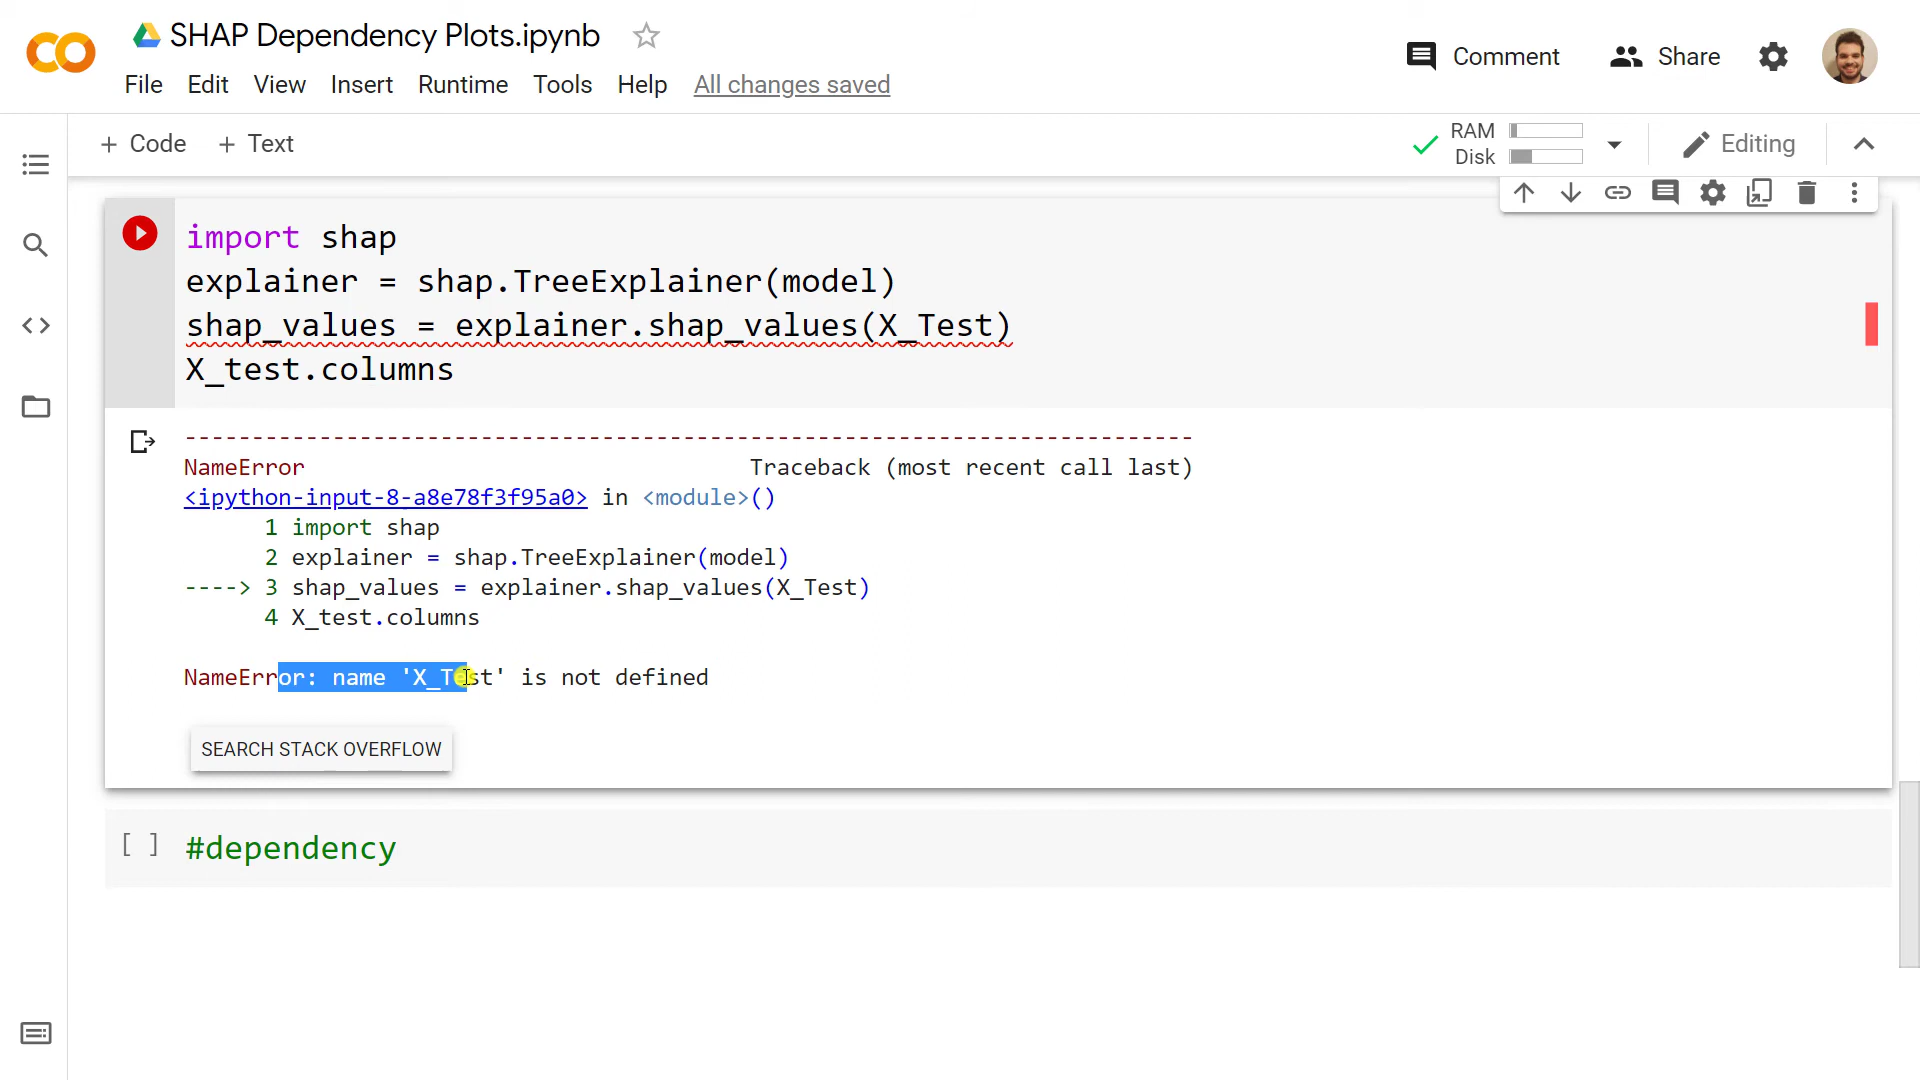 SHAP Dependency Plots.ipynb
File Edit View Insert Runtime Tools Help All changes saved
Comment Share
+ Code + Text
RAM
Disk
Editing
import shap
explainer = shap.TreeExplainer(model)
shap_values = explainer.shap_values(X_Test)
X_test.columns
---------------------------------------------------------------------------
NameError Traceback (most recent call last)
<ipython-input-8-a8e78f3f95a0> in <module>()
1 import shap
2 explainer = shap.TreeExplainer(model)
----> 3 shap_values = explainer.shap_values(X_Test)
4 X_test.columns
NameError: name 'X_Test' is not defined
SEARCH STACK OVERFLOW
[ ] #dependency